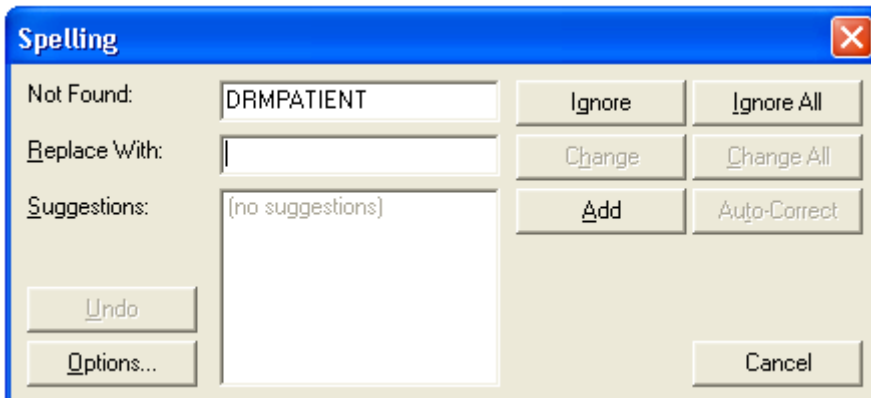 Spelling
Not Found: DRMPATIENT Ignore Ignore All
Replace With: Change Change All
Suggestions: (no suggestions) Add Auto-Correct
Undo
Options... Cancel